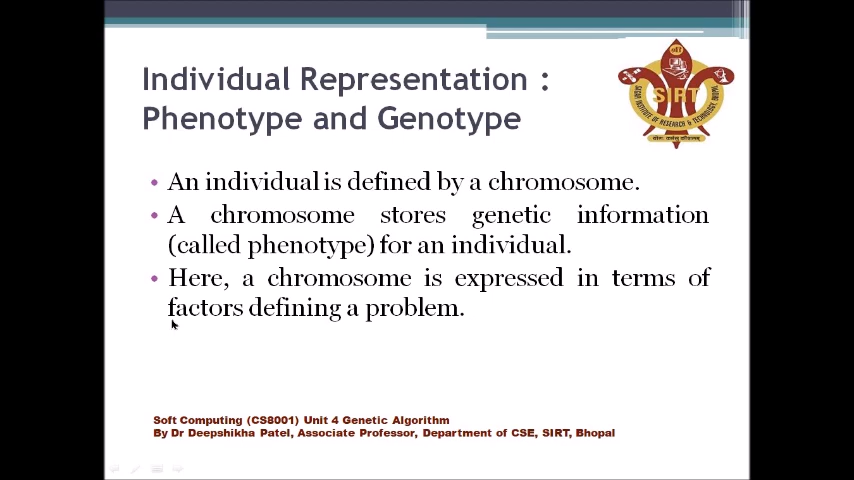 Individual Representation :
Phenotype and Genotype
SIRT
• An individual is defined by a chromosome.
• A chromosome stores genetic information
(called phenotype) for an individual.
• Here, a chromosome is expressed in terms of
factors defining a problem.
Soft Computing (CS8001) Unit 4 Genetic Algorithm
By Dr Deepshikha Patel, Associate Professor, Department of CSE, SIRT, Bhopal